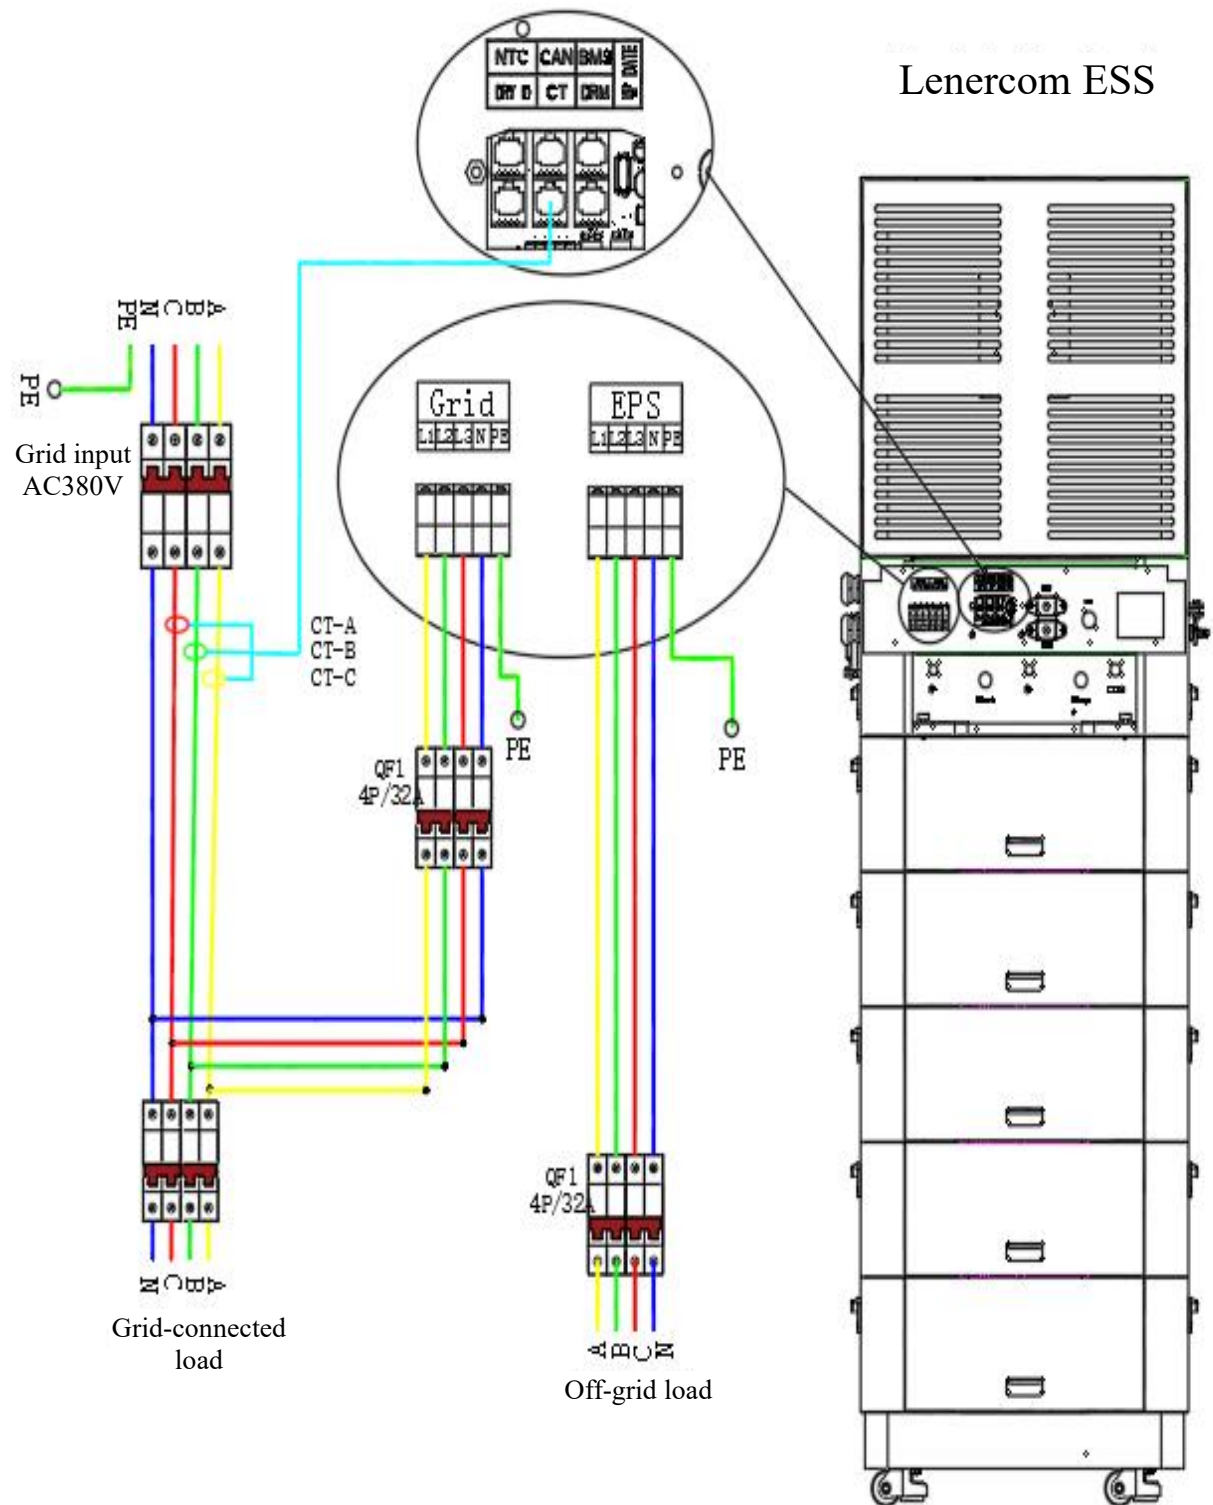 Lenercom ESS
NTC CAN BMS
DRY O CT DRM
DATE
PE N C B A
PE
Grid input
AC380V
Grid
L1 L2 L3 N PE
EPS
L1 L2 L3 N PE
CT-A
CT-B
CT-C
PE
PE
QF1
4P/32A
QF1
4P/32A
N C B A
Grid-connected
load
A B C N
Off-grid load